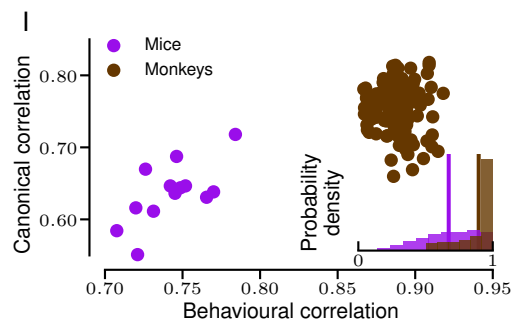 I
Mice
Monkeys
Canonical correlation
0.80
0.70
0.60
Probability
density
0
1
0.70
0.75
0.80
0.85
0.90
0.95
Behavioural correlation